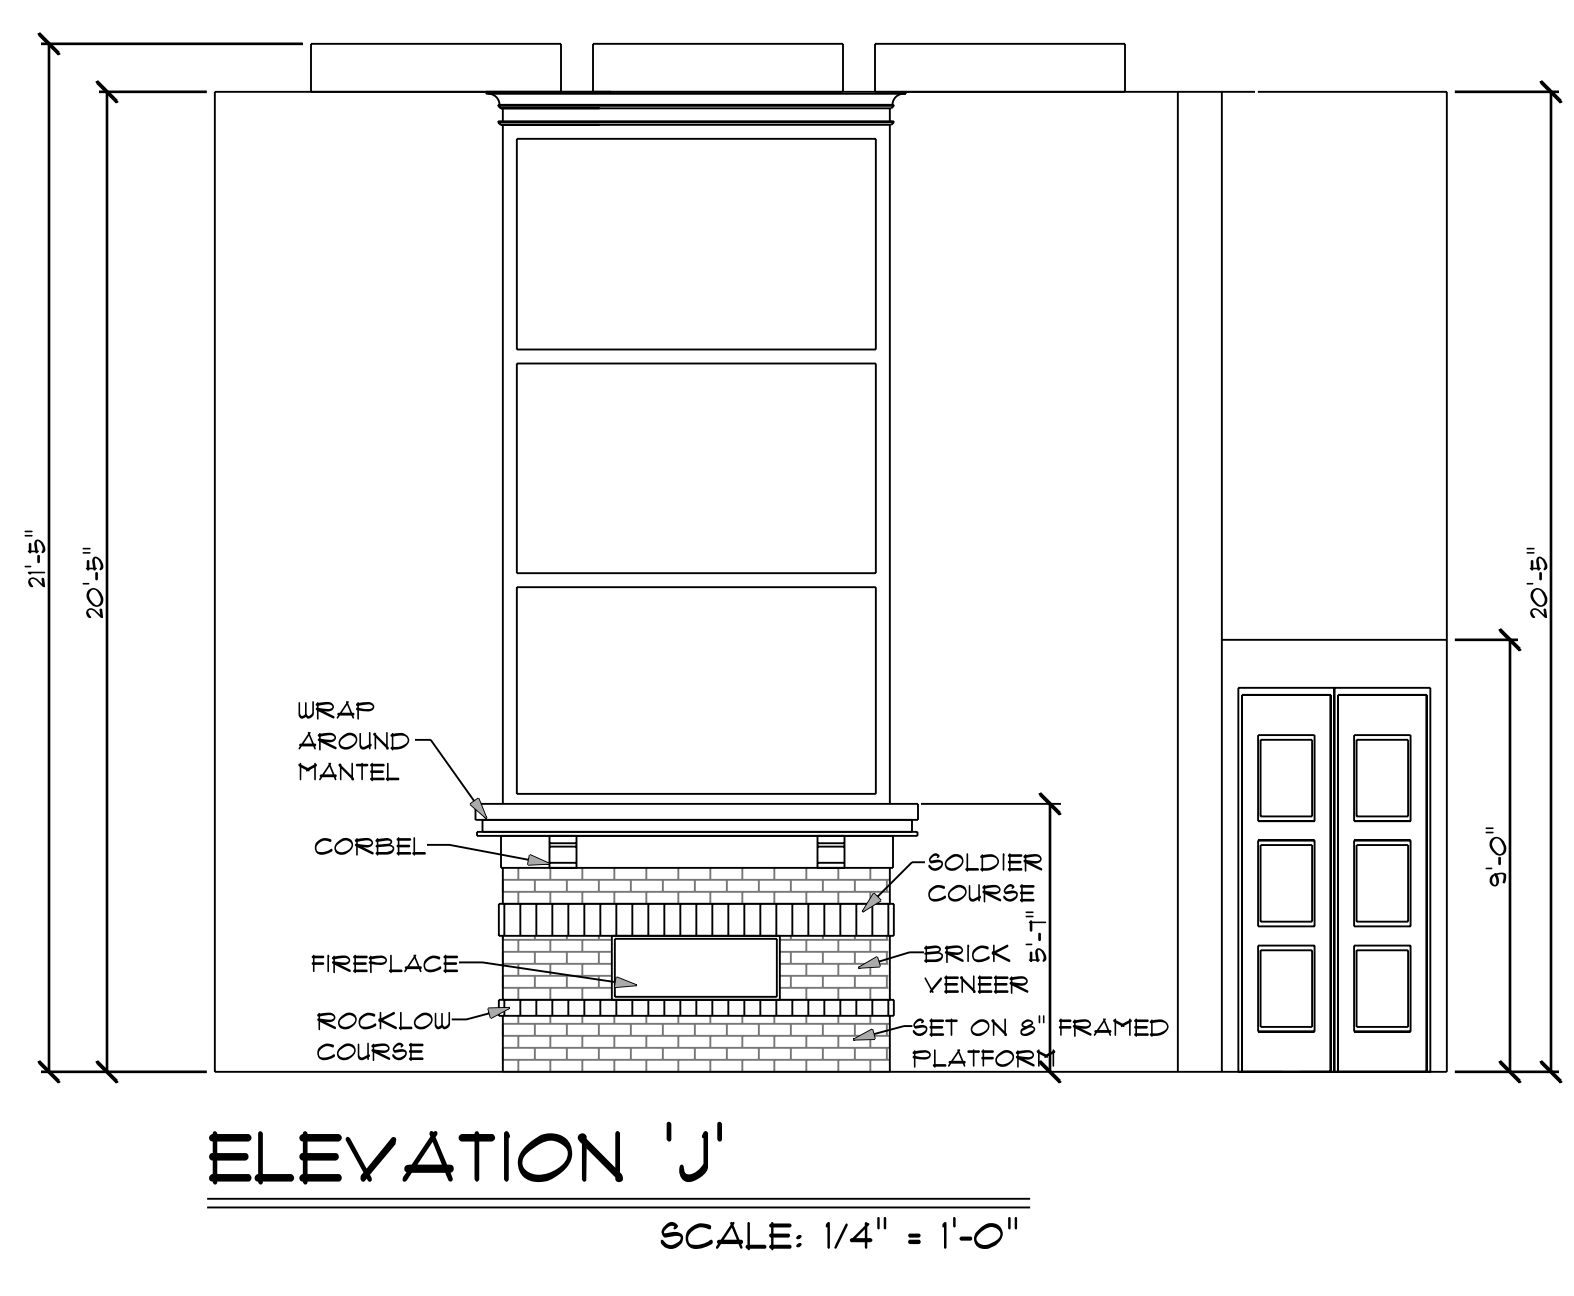 21'-5"
20'-5"
20'-5"
9'-0"
WRAP
AROUND
MANTEL
CORBEL
FIREPLACE
ROCKLOW
COURSE
SOLDIER
COURSE
5'-7"
BRICK
VENEER
SET ON 8" FRAMED
PLATFORM
ELEVATION 'J'
SCALE: 1/4" = 1'-0"